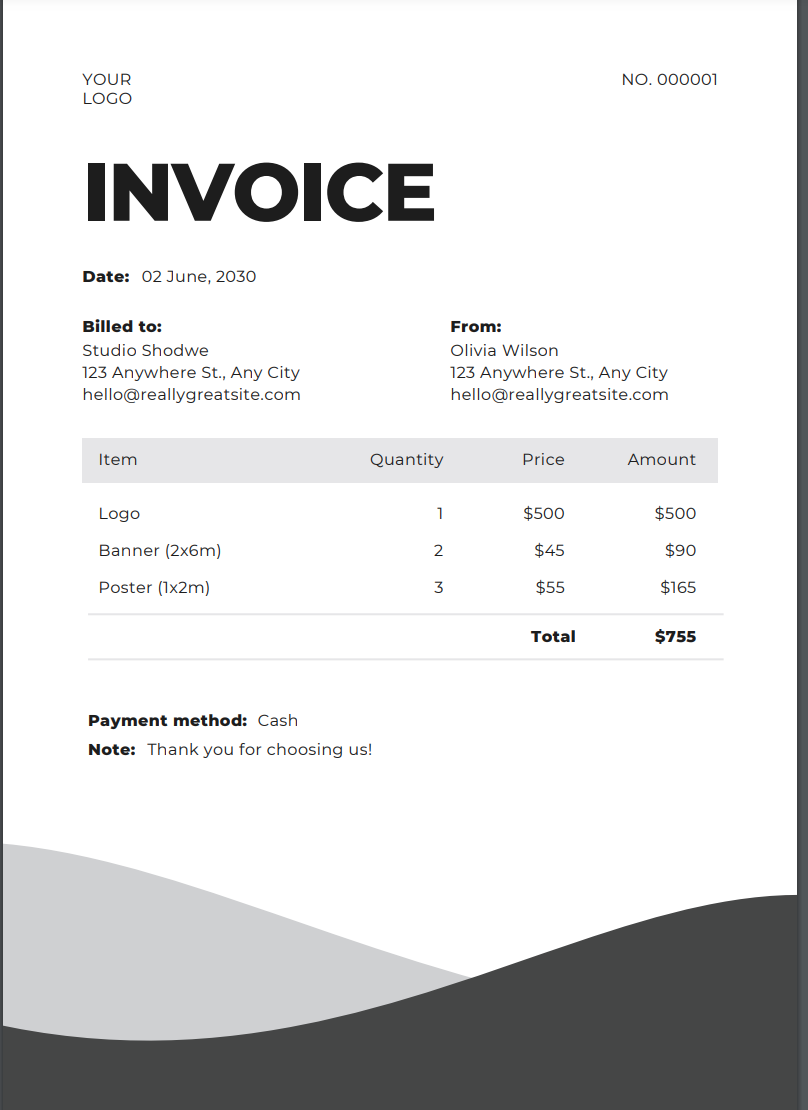 YOUR
LOGO
NO. 000001
INVOICE
Date: 02 June, 2030
Billed to:
Studio Shodwe
123 Anywhere St., Any City
hello@reallygreatsite.com
From:
Olivia Wilson
123 Anywhere St., Any City
hello@reallygreatsite.com
Item Quantity Price Amount
Logo 1 $500 $500
Banner (2x6m) 2 $45 $90
Poster (1x2m) 3 $55 $165
Total $755
Payment method: Cash
Note: Thank you for choosing us!